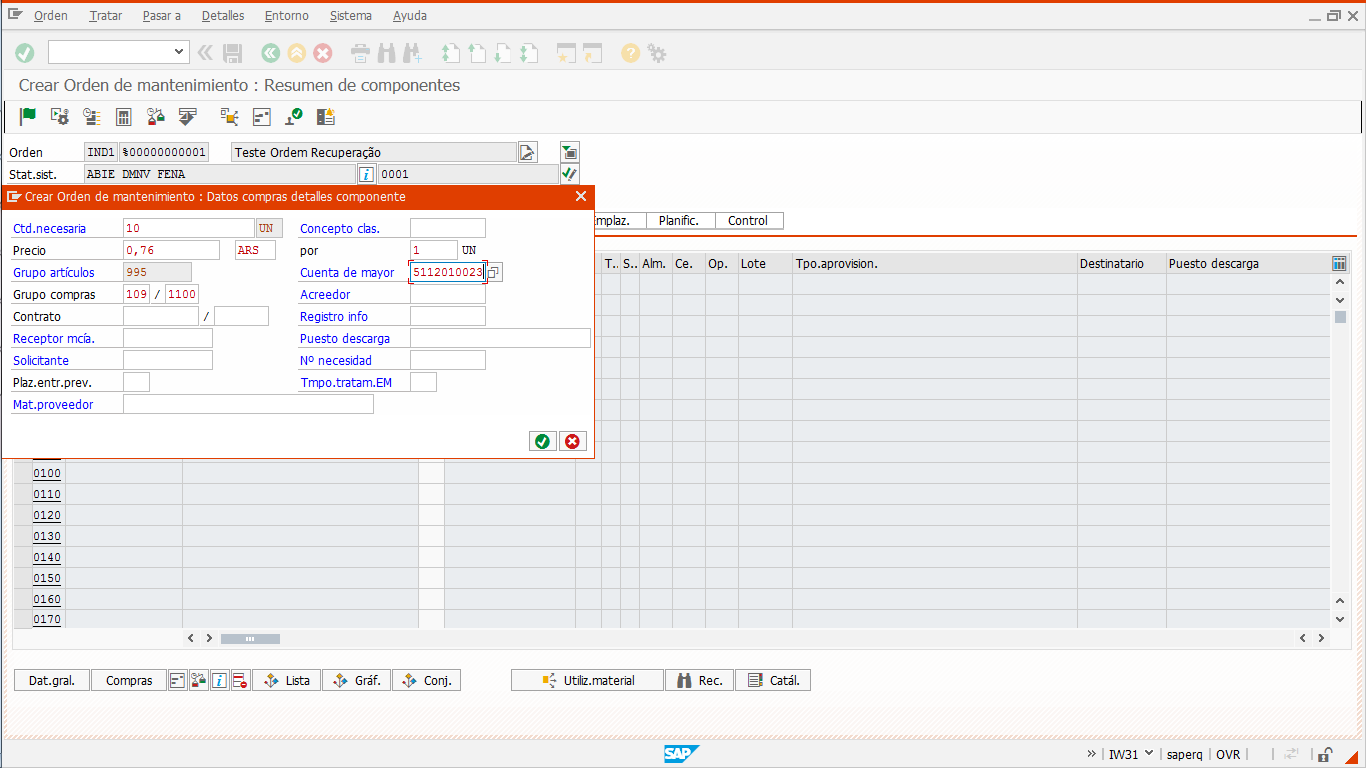 Orden Tratar Pasar a Detalles Entorno Sistema Ayuda
Crear Orden de mantenimiento : Resumen de componentes
Orden IND1 %00000000001 Teste Ordem Recuperação
Stat.sist. ABIE DMNV FENA 0001
Crear Orden de mantenimiento : Datos compras detalles componente
Ctd.necesaria 10 UN Concepto clas.
Precio 0,76 ARS por 1 UN
Grupo artículos 995 Cuenta de mayor 5112010023
Grupo compras 109 / 1100 Acreedor
Contrato / Registro info
Receptor mcía. Puesto descarga
Solicitante Nº necesidad
Plaz.entr.prev. Tmpo.tratam.EM
Mat.proveedor
Planific. Control
T.. S.. Alm. Ce. Op. Lote Tpo.aprovision. Destinatario Puesto descarga
0100
0110
0120
0130
0140
0150
0160
0170
Dat.gral. Compras Lista Gráf. Conj. Utiliz.material Rec. Catál.
SAP IW31 saperq OVR